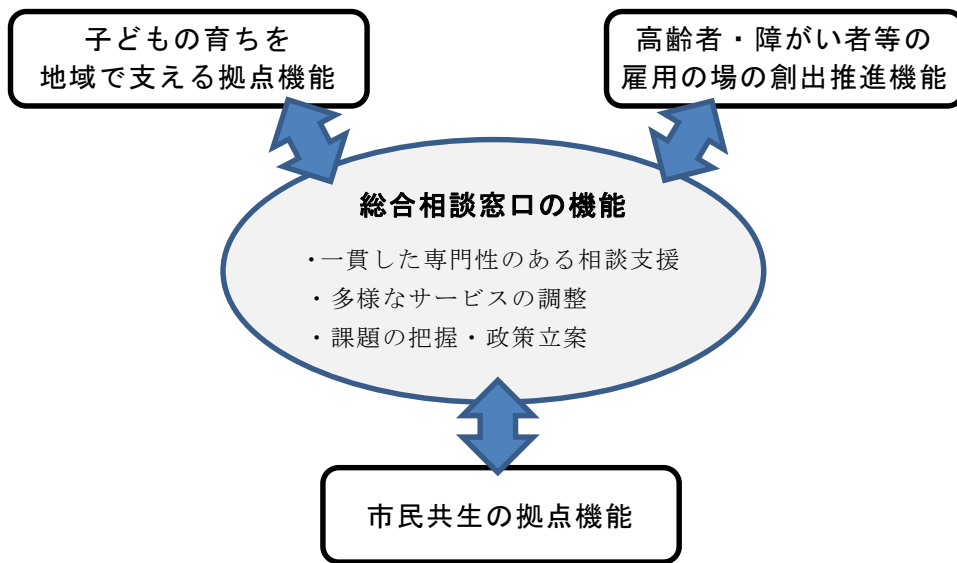 子どもの育ちを
地域で支える拠点機能
高齢者・障がい者等の
雇用の場の創出推進機能
総合相談窓口の機能
・一貫した専門性のある相談支援
・多様なサービスの調整
・課題の把握・政策立案
市民共生の拠点機能